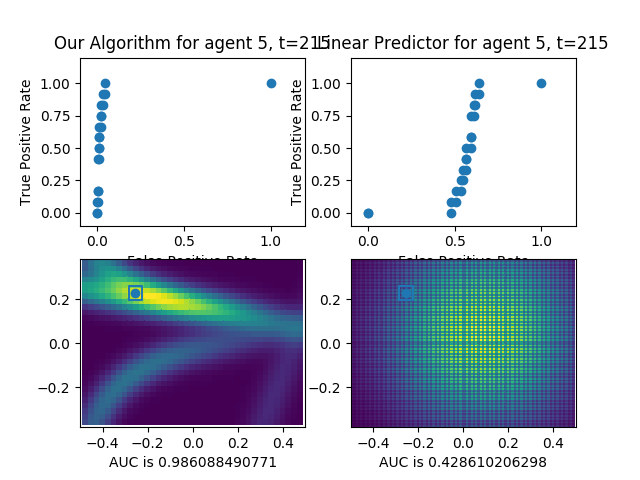 Our Algorithm for agent 5, t=215
Linear Predictor for agent 5, t=215
True Positive Rate
1.00
0.75
0.50
0.25
0.00
0.0 0.5 1.0
False Positive Rate
True Positive Rate
1.00
0.75
0.50
0.25
0.00
0.0 0.5 1.0
False Positive Rate
0.2
0.0
−0.2
−0.4 −0.2 0.0 0.2 0.4
AUC is 0.986088490771
0.2
0.0
−0.2
−0.4 −0.2 0.0 0.2 0.4
AUC is 0.428610206298